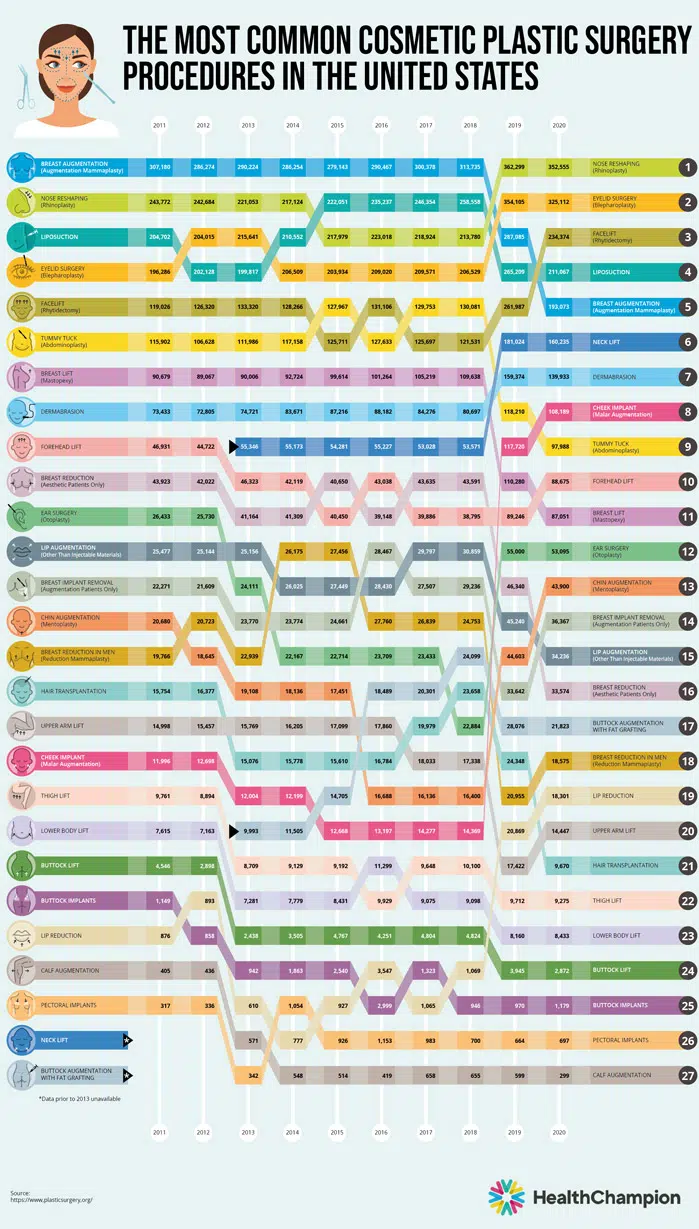 THE MOST COMMON COSMETIC PLASTIC SURGERY
PROCEDURES IN THE UNITED STATES
2011 2012 2013 2014 2015 2016 2017 2018 2019 2020
BREAST AUGMENTATION
(Augmentation Mammaplasty)
307,180 286,274 290,224 286,254 279,143 290,467 300,378 313,735 362,299 352,555
NOSE RESHAPING
(Rhinoplasty)
1
NOSE RESHAPING
(Rhinoplasty)
243,772 242,684 221,053 217,124 222,051 235,237 246,354 258,558 354,105 325,112
EYELID SURGERY
(Blepharoplasty)
2
LIPOSUCTION
204,702 204,015 215,641 210,552 217,979 223,018 218,924 213,780 287,085 234,374
FACELIFT
(Rhytidectomy)
3
EYELID SURGERY
(Blepharoplasty)
196,286 202,128 199,817 206,509 203,934 209,020 209,571 206,529 265,209 211,067
LIPOSUCTION
4
FACELIFT
(Rhytidectomy)
119,026 126,320 133,320 128,266 127,967 131,106 129,753 130,081 261,987 193,073
BREAST AUGMENTATION
(Augmentation Mammaplasty)
5
TUMMY TUCK
(Abdominoplasty)
115,902 106,628 111,986 117,158 125,711 127,633 125,697 121,531 181,024 160,235
NECK LIFT
6
BREAST LIFT
(Mastopexy)
90,679 89,067 90,006 92,724 99,614 101,264 105,219 109,638 159,374 139,933
DERMABRASION
7
DERMABRASION
73,433 72,805 74,721 83,671 87,216 88,182 84,276 80,697 118,210 108,189
CHEEK IMPLANT
(Malar Augmentation)
8
FOREHEAD LIFT
46,931 44,722 55,346 55,173 54,281 55,227 53,028 53,571 117,720 97,988
TUMMY TUCK
(Abdominoplasty)
9
BREAST REDUCTION
(Aesthetic Patients Only)
43,923 42,022 46,323 42,119 40,650 43,038 43,635 43,591 110,280 88,675
FOREHEAD LIFT
10
EAR SURGERY
(Otoplasty)
26,433 25,730 41,164 41,309 40,450 39,148 39,886 38,795 89,246 87,051
BREAST LIFT
(Mastopexy)
11
LIP AUGMENTATION
(Other Than Injectable Materials)
25,477 25,144 25,156 26,175 27,456 28,467 29,797 30,859 55,000 53,095
EAR SURGERY
(Otoplasty)
12
BREAST IMPLANT REMOVAL
(Augmentation Patients Only)
22,271 21,609 24,111 26,025 27,449 28,430 27,507 29,236 46,340 43,900
CHIN AUGMENTATION
(Mentoplasty)
13
CHIN AUGMENTATION
(Mentoplasty)
20,680 20,723 23,770 23,774 24,661 27,760 26,839 24,753 45,240 36,367
BREAST IMPLANT REMOVAL
(Augmentation Patients Only)
14
BREAST REDUCTION IN MEN
(Reduction Mammaplasty)
19,766 18,645 22,939 22,167 22,714 23,709 23,433 24,099 44,603 34,236
LIP AUGMENTATION
(Other Than Injectable Materials)
15
HAIR TRANSPLANTATION
15,754 16,377 19,108 18,136 17,451 18,489 20,301 23,658 33,642 33,574
BREAST REDUCTION
(Aesthetic Patients Only)
16
UPPER ARM LIFT
14,998 15,457 15,769 16,205 17,099 17,860 19,979 22,884 28,076 21,823
BUTTOCK AUGMENTATION
WITH FAT GRAFTING
17
CHEEK IMPLANT
(Malar Augmentation)
11,996 12,698 15,076 15,778 15,610 16,784 18,033 17,338 24,348 18,575
BREAST REDUCTION IN MEN
(Reduction Mammaplasty)
18
THIGH LIFT
9,761 8,894 12,004 12,199 14,705 16,688 16,136 16,400 20,955 18,301
LIP REDUCTION
19
LOWER BODY LIFT
7,615 7,163 9,993 11,505 12,668 13,197 14,277 14,369 20,869 14,447
UPPER ARM LIFT
20
BUTTOCK LIFT
4,546 2,898 8,709 9,129 9,192 11,299 9,648 10,100 17,422 9,670
HAIR TRANSPLANTATION
21
BUTTOCK IMPLANTS
1,149 893 7,281 7,779 8,431 9,929 9,075 9,098 9,712 9,275
THIGH LIFT
22
LIP REDUCTION
876 858 2,438 3,505 4,767 4,251 4,804 4,824 8,160 8,433
LOWER BODY LIFT
23
CALF AUGMENTATION
405 436 942 1,863 2,540 3,547 1,323 1,069 3,945 2,872
BUTTOCK LIFT
24
PECTORAL IMPLANTS
317 336 610 1,054 927 2,999 1,065 946 970 1,179
BUTTOCK IMPLANTS
25
NECK LIFT *
571 777 926 1,153 983 700 664 697
PECTORAL IMPLANTS
26
BUTTOCK AUGMENTATION
WITH FAT GRAFTING *
342 548 514 419 658 655 599 299
CALF AUGMENTATION
27
*Data prior to 2013 unavailable
2011 2012 2013 2014 2015 2016 2017 2018 2019 2020
Source:
https://www.plasticsurgery.org/
HealthChampion